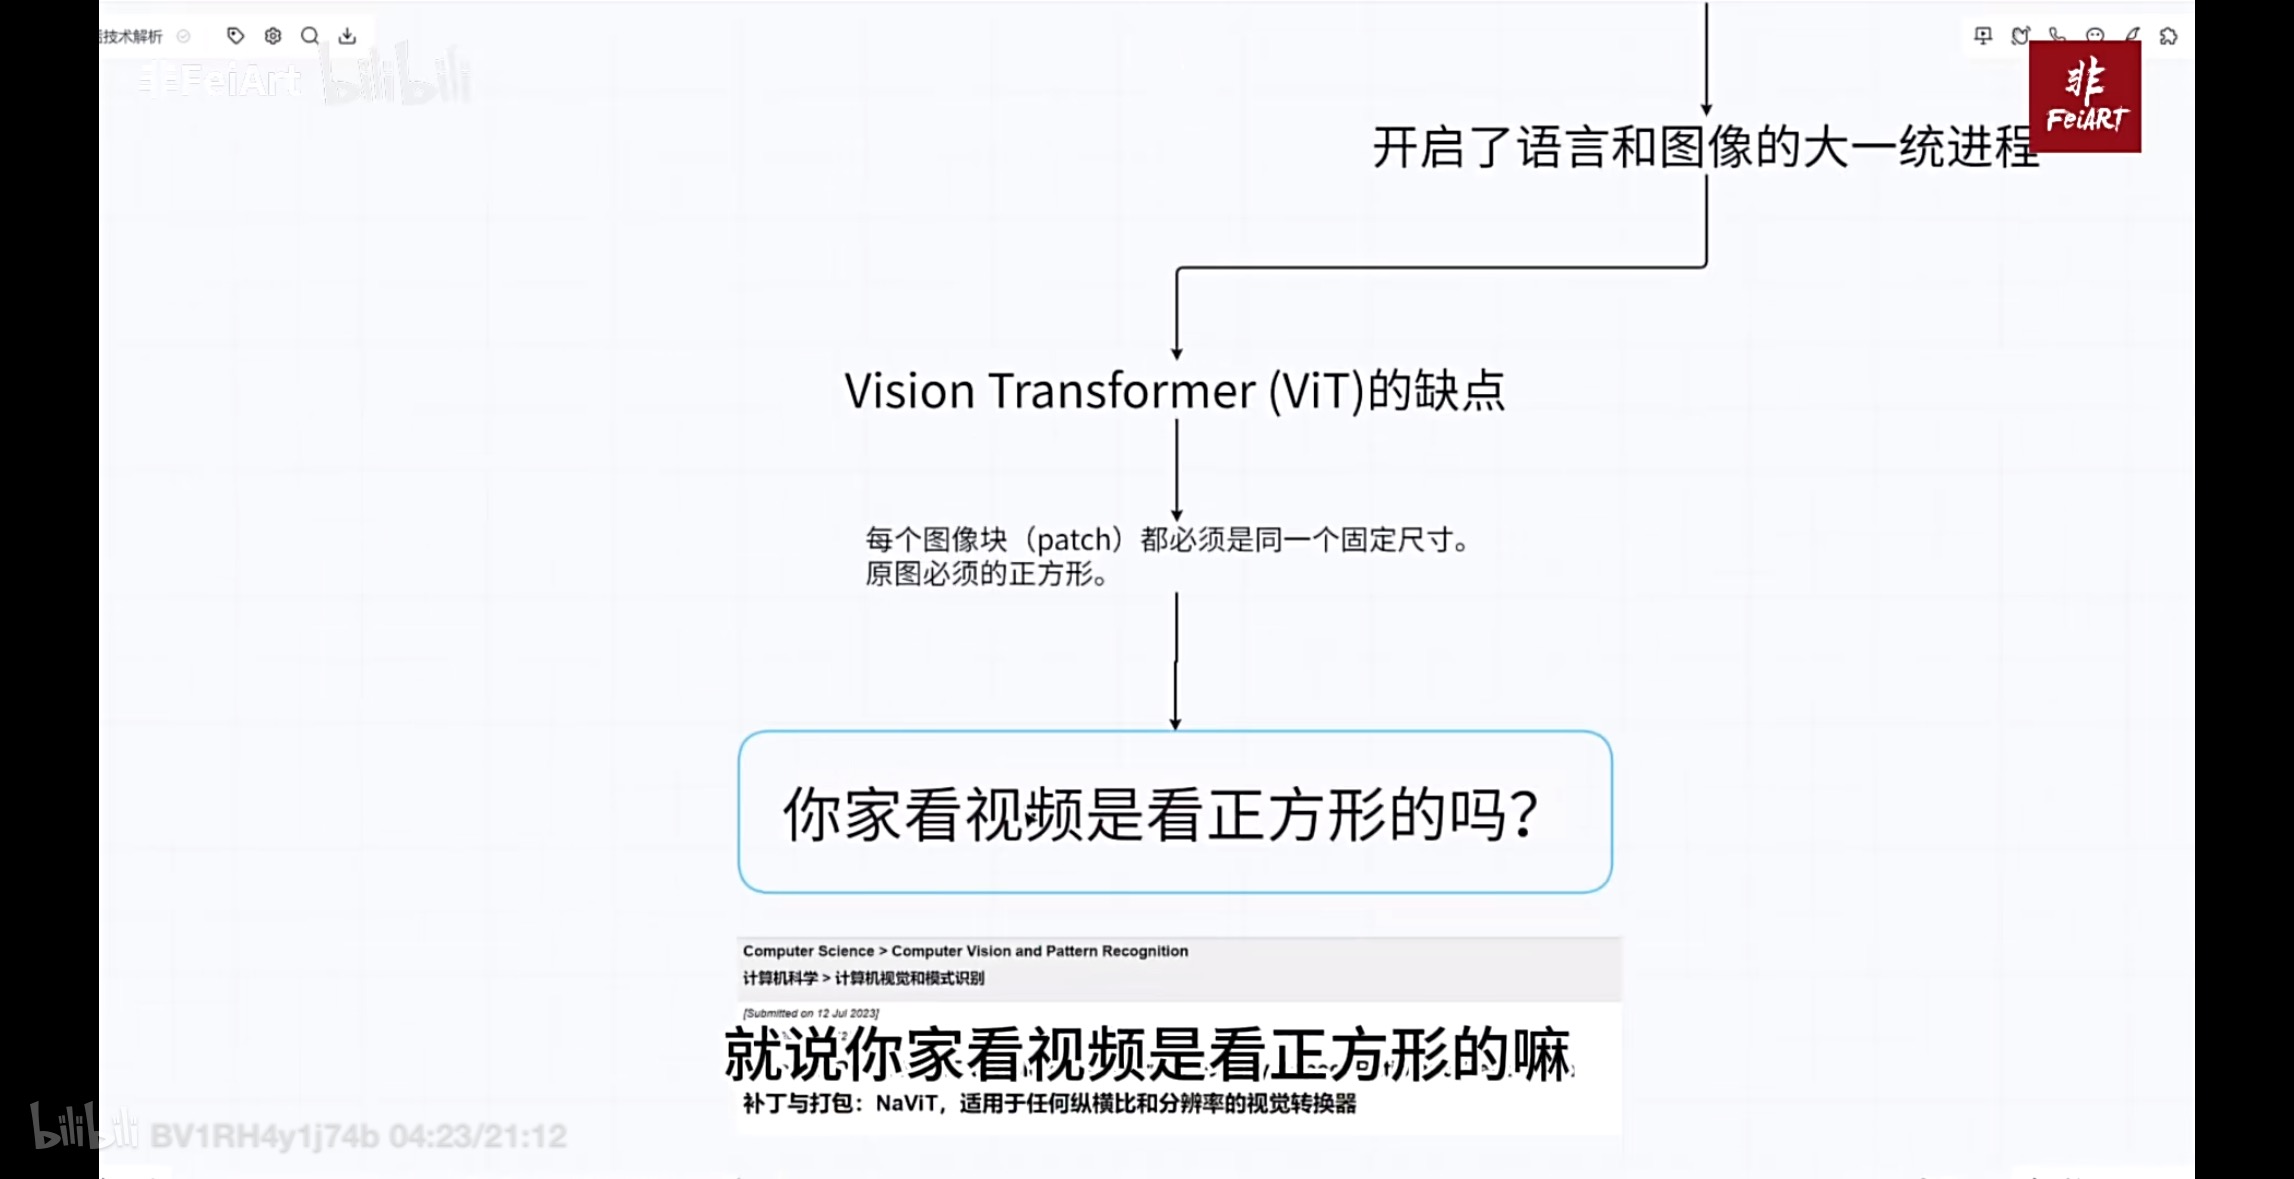 技术解析
非FeiArt bilibili
非
FeiART
开启了语言和图像的大一统进程
Vision Transformer (ViT)的缺点
每个图像块（patch）都必须是同一个固定尺寸。
原图必须的正方形。
你家看视频是看正方形的吗？
Computer Science > Computer Vision and Pattern Recognition
计算机科学 > 计算机视觉和模式识别
[Submitted on 12 Jul 2023]
就说你家看视频是看正方形的嘛
补丁与打包：NaViT，适用于任何纵横比和分辨率的视觉转换器
bilibili BV1RH4y1j74b 04:23/21:12